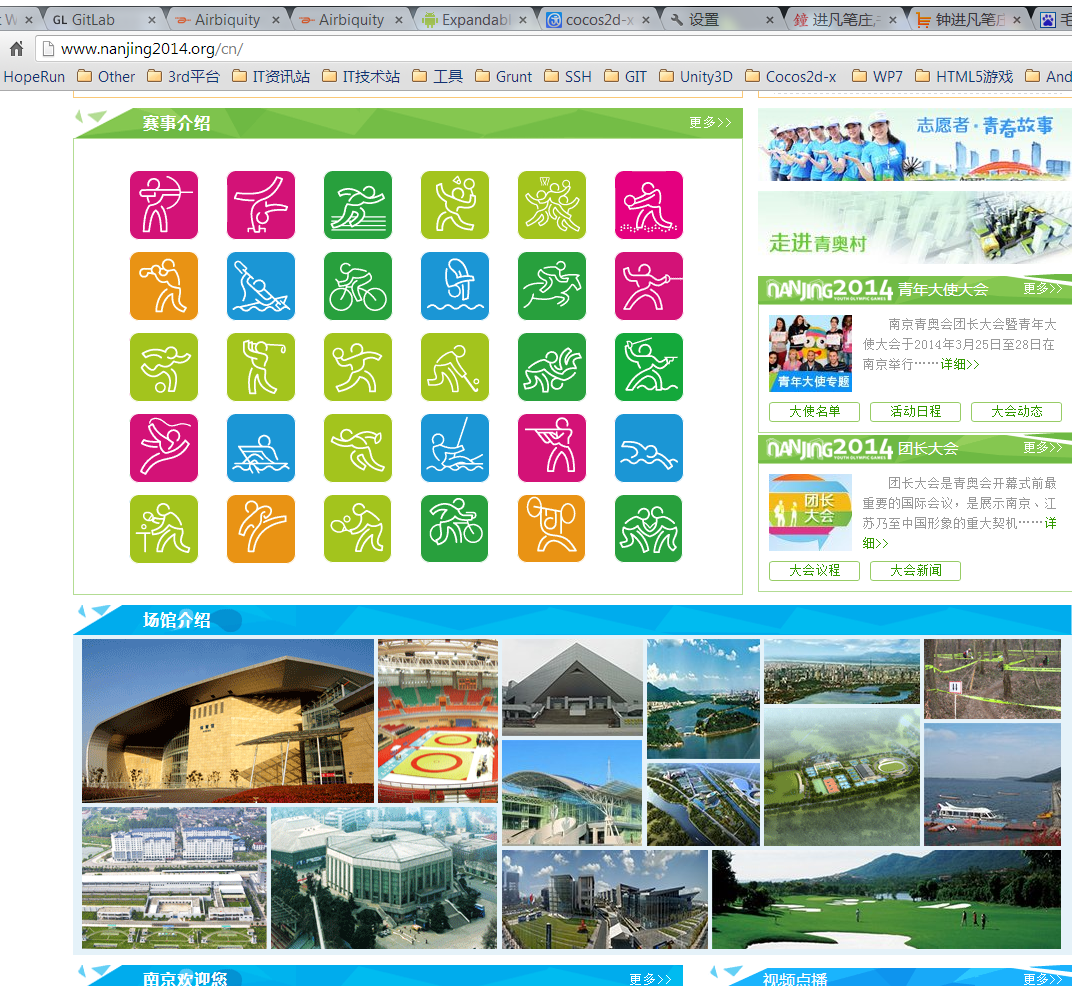 GitLab
Airbiquity
Airbiquity
Expandabl
cocos2d-x
设置
進凡笔庄
钟进凡笔庄
毛
www.nanjing2014.org/cn/
HopeRun Other 3rd平台 IT资讯站 IT技术站 工具 Grunt SSH GIT Unity3D Cocos2d-x WP7 HTML5游戏 And
赛事介绍
更多>>
志愿者·青春故事
走进青奥村
NANJING2014 青年大使大会 更多>>
YOUTH OLYMPIC GAMES
南京青奥会团长大会暨青年大
使大会于2014年3月25日至28日在
南京举行……详细>>
青年大使专题
大使名单 活动日程 大会动态
NANJING2014 团长大会 更多>>
YOUTH OLYMPIC GAMES
团长大会是青奥会开幕式前最
重要的国际会议，是展示南京、江
苏乃至中国形象的重大契机……详
细>>
团长
大会
大会议程 大会新闻
场馆介绍
南京欢迎您 更多>>
视频点播 更多>>